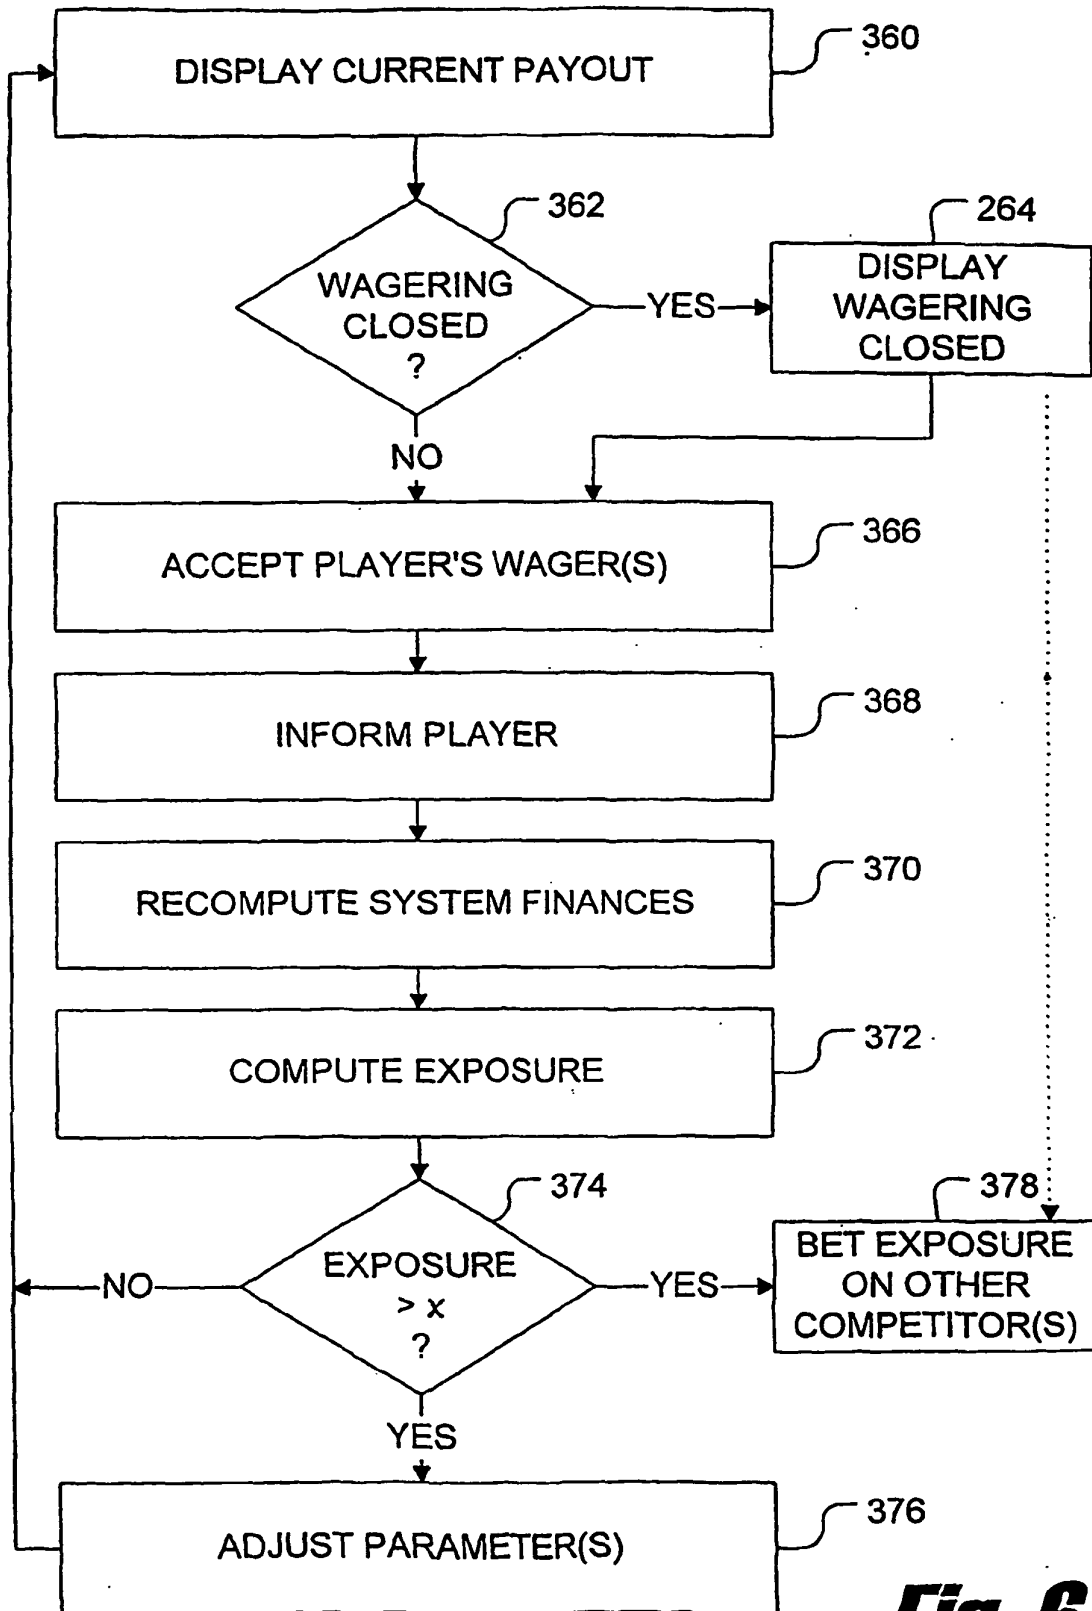 DISPLAY CURRENT PAYOUT
360
362
WAGERING
CLOSED
?
YES
264
DISPLAY
WAGERING
CLOSED
NO
ACCEPT PLAYER'S WAGER(S)
366
INFORM PLAYER
368
RECOMPUTE SYSTEM FINANCES
370
COMPUTE EXPOSURE
372
374
EXPOSURE
> x
?
NO
YES
378
BET EXPOSURE
ON OTHER
COMPETITOR(S)
YES
ADJUST PARAMETER(S)
376
Fig. 6